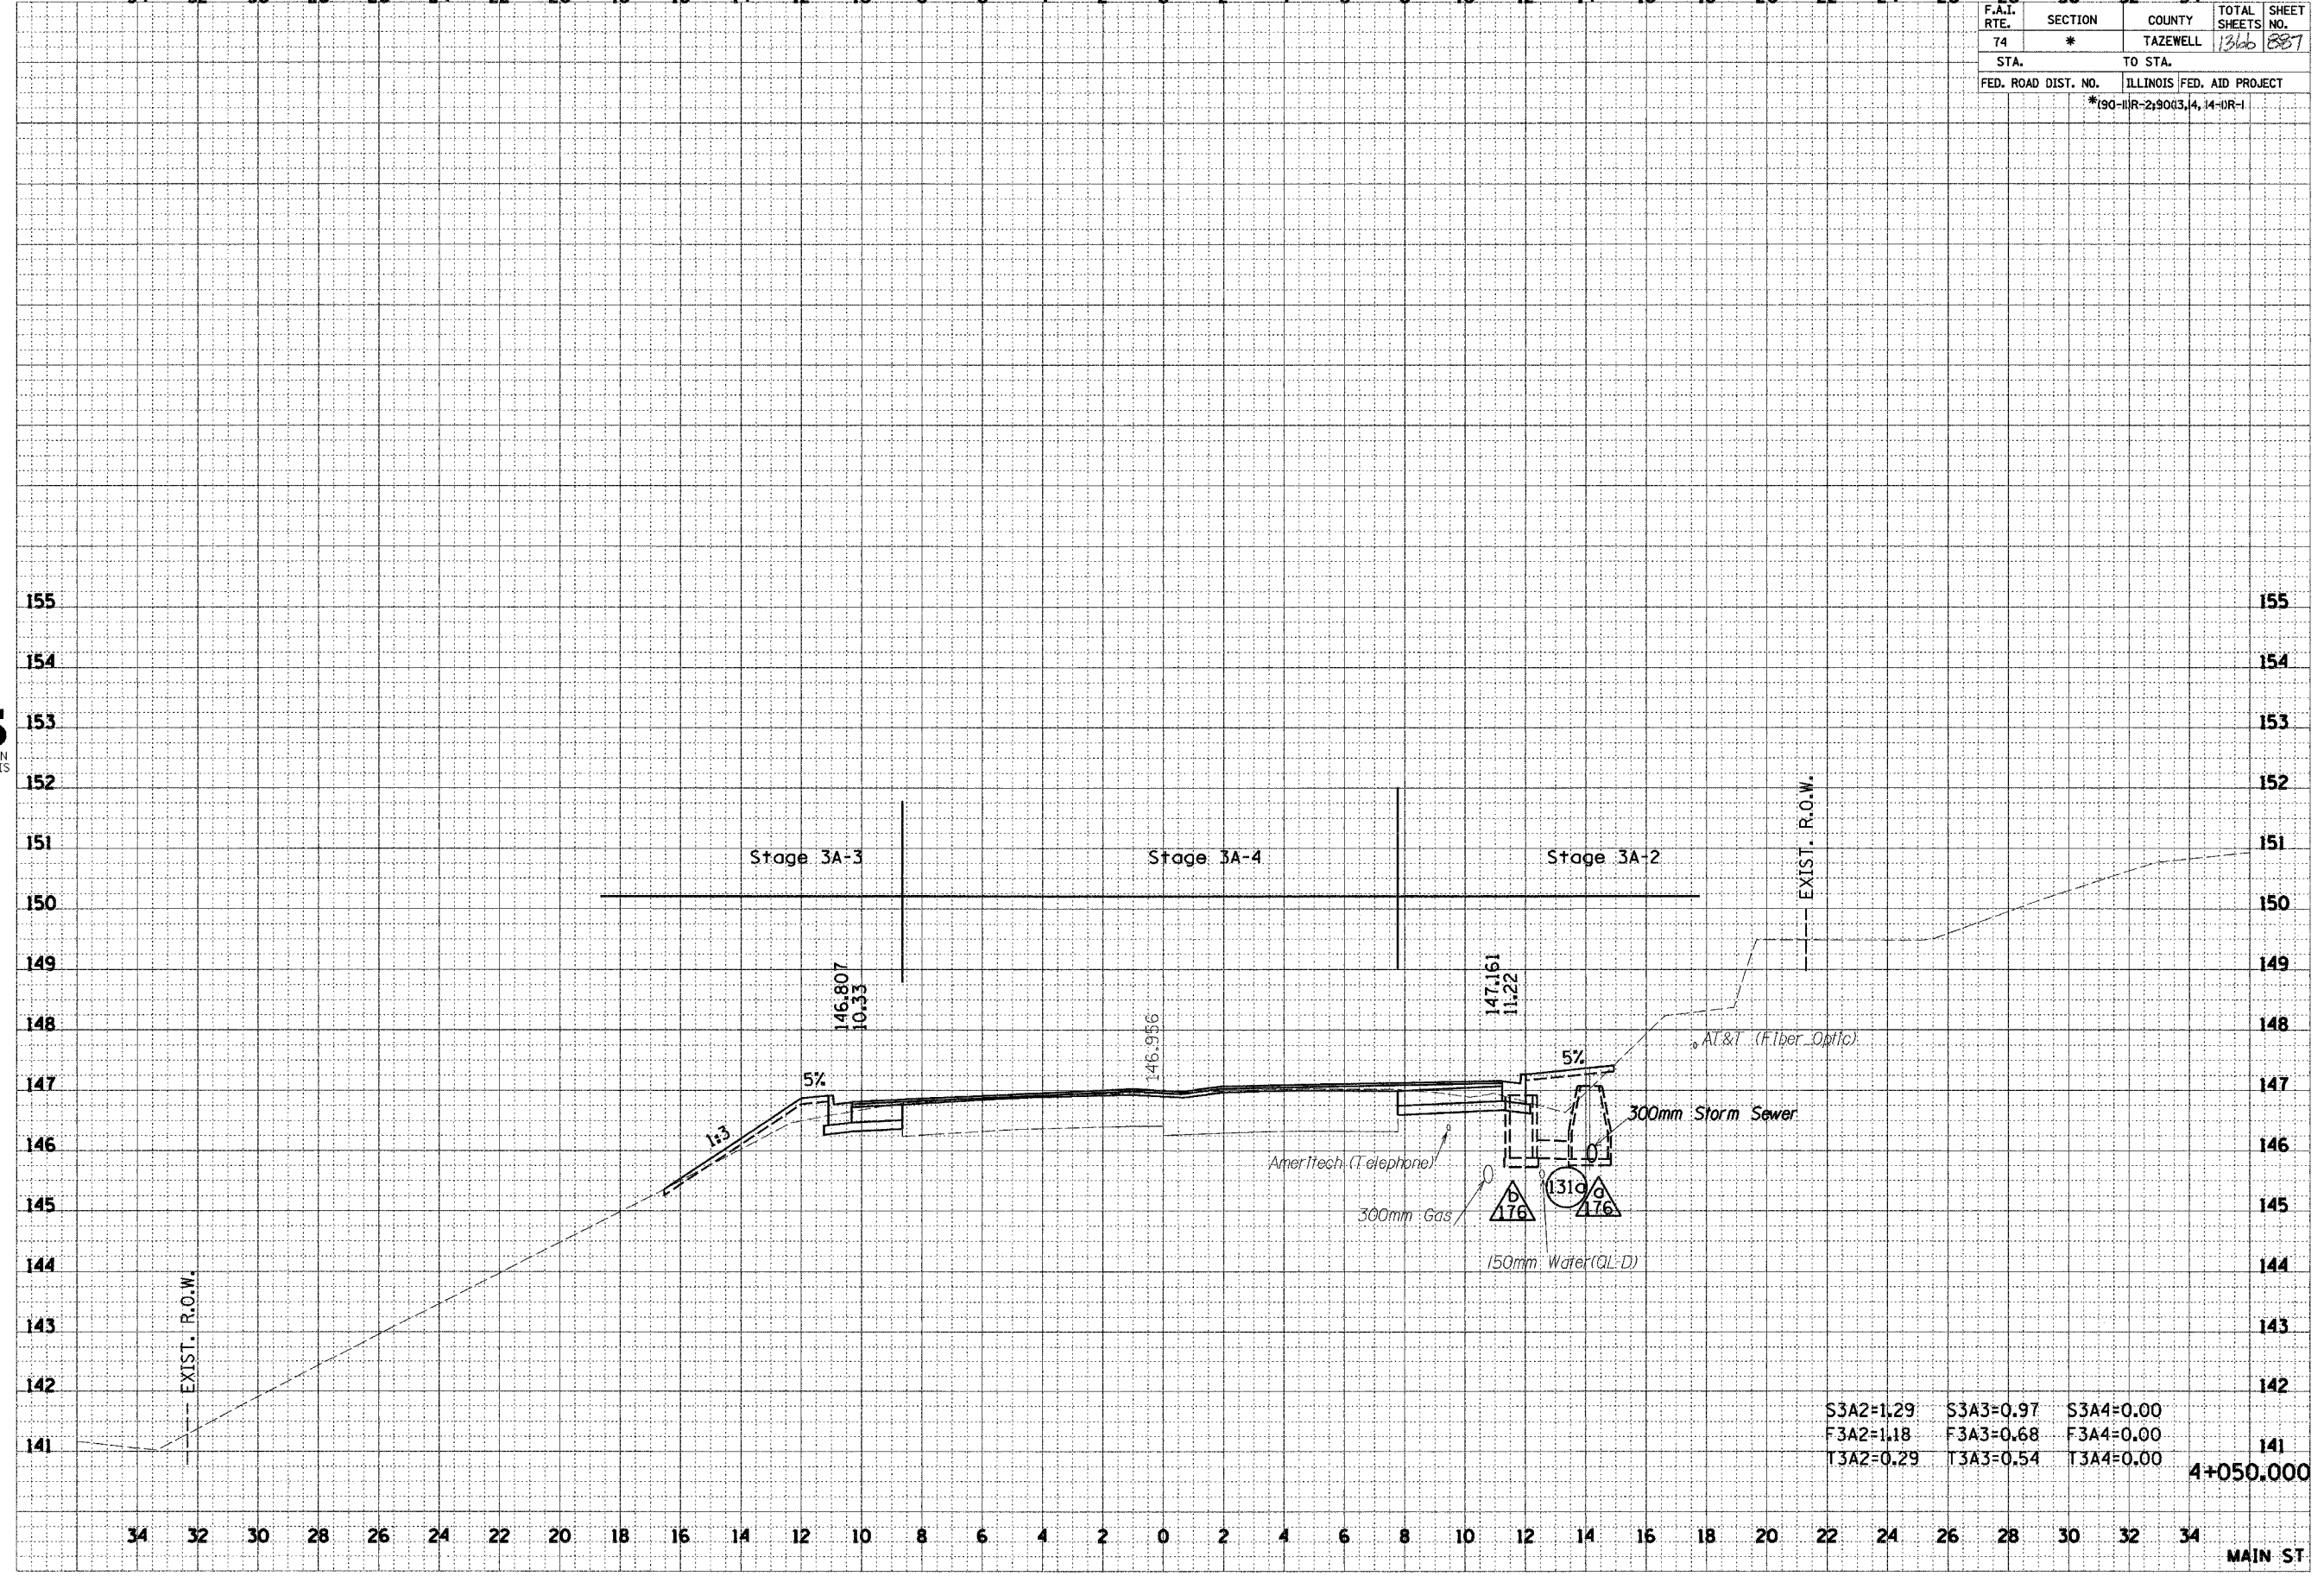 F.A.I. RTE. SECTION COUNTY TOTAL SHEETS SHEET NO.
74 * TAZEWELL 1366 887
STA. TO STA.
FED. ROAD DIST. NO. ILLINOIS FED. AID PROJECT
155 155
154 154
153 153
152 152
151 151
150 150
149 149
148 148
147 147
146 146
145 145
144 144
143 143
142 142
141 141
Stage 3A-3
Stage 3A-4
Stage 3A-2
EXIST. R.O.W.
146.807
10.33
146.956
147.161
11.22
AT&T (Fiber Optic)
5%
5%
1:3
300mm Storm Sewer
Ameritech (Telephone)
300mm Gas
b
176
131a
a
176
150mm Water(QL-D)
EXIST. R.O.W.
S3A2=1.29 S3A3=0.97 S3A4=0.00
F3A2=1.18 F3A3=0.68 F3A4=0.00
T3A2=0.29 T3A3=0.54 T3A4=0.00
4+050.000
34 32 30 28 26 24 22 20 18 16 14 12 10 8 6 4 2 0 2 4 6 8 10 12 14 16 18 20 22 24 26 28 30 32 34
MAIN ST